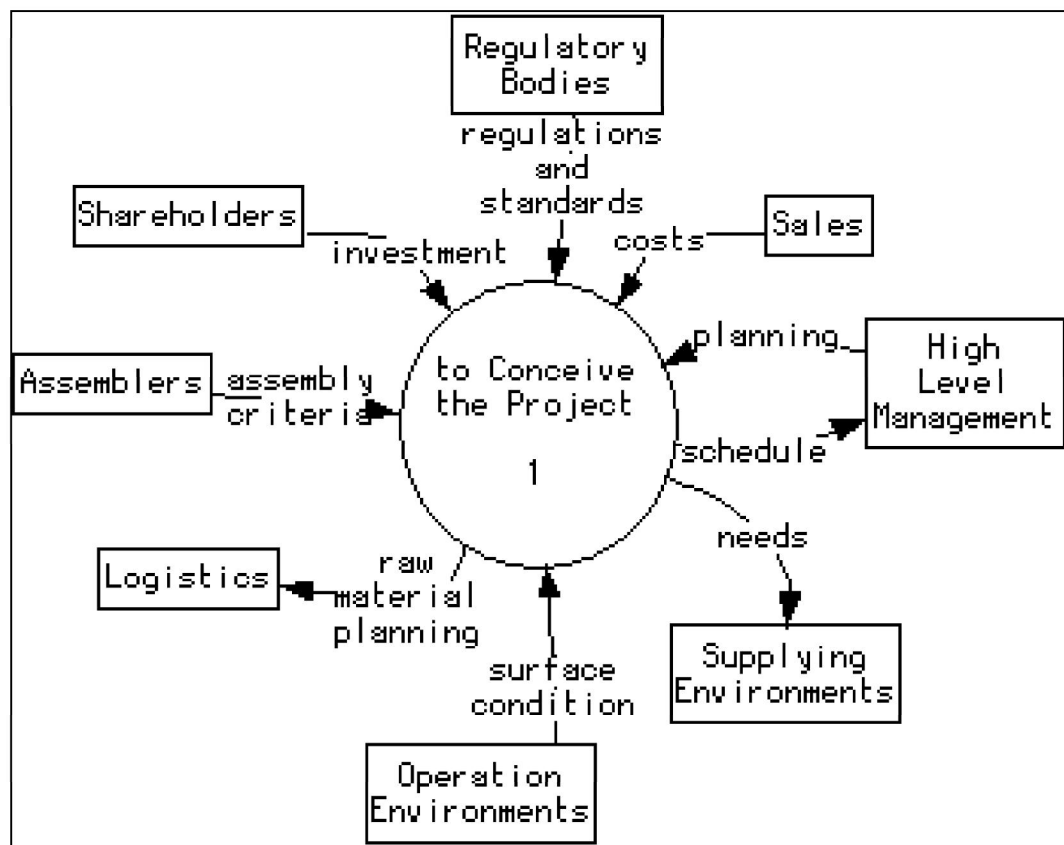 Regulatory
Bodies
regulations
and
standards
Shareholders
investment
costs
Sales
planning
High
Level
Management
Assemblers
assembly
criteria
to Conceive
the Project
1
schedule
needs
Logistics
raw
material
planning
Supplying
Environments
surface
condition
Operation
Environments